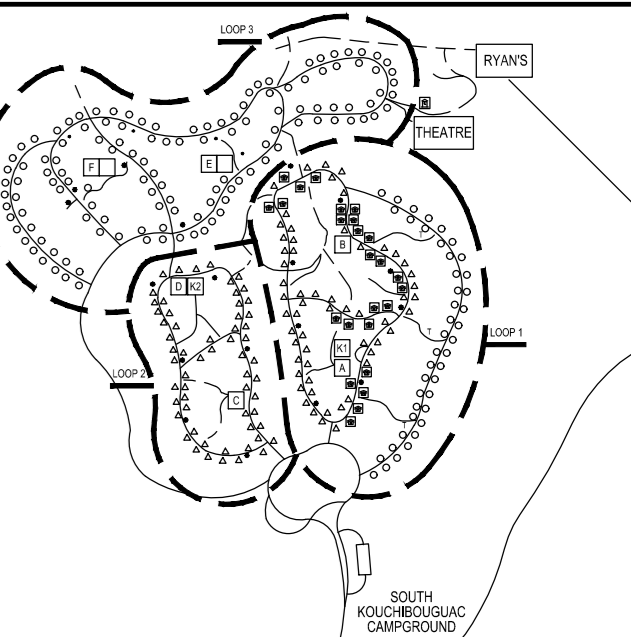 LOOP 3
RYAN'S
THEATRE
F
E
B
D K2
LOOP 1
K1
LOOP 2
A
C
T
T
T
SOUTH
KOUCHIBOUGUAC
CAMPGROUND